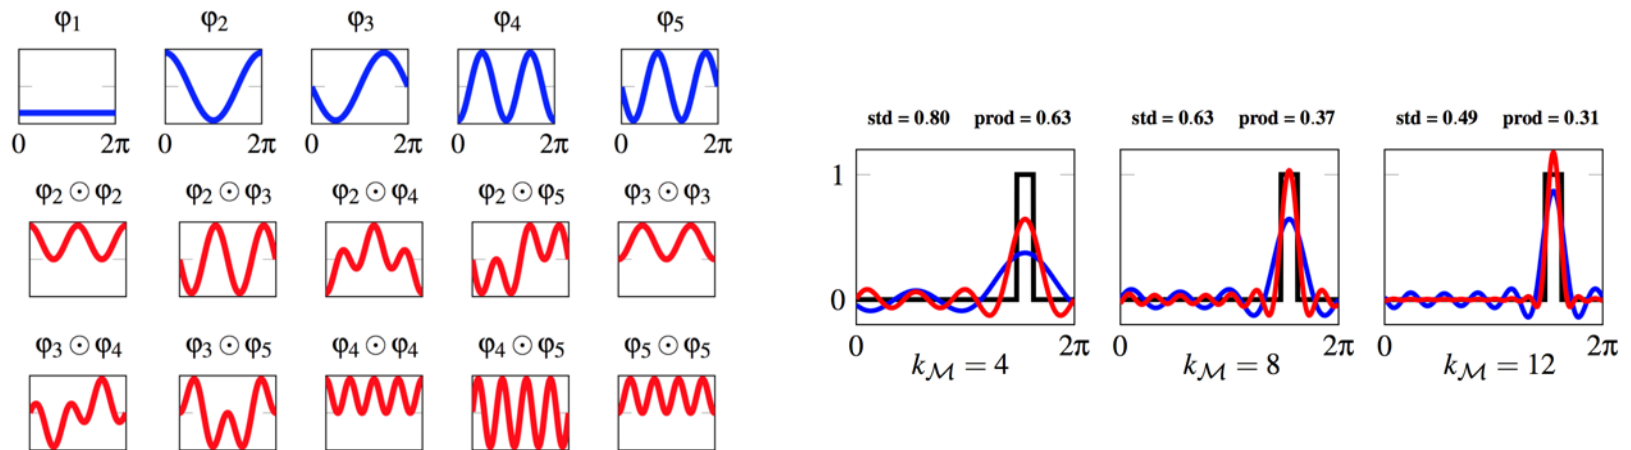 φ₁ φ₂ φ₃ φ₄ φ₅
0 2π 0 2π 0 2π 0 2π 0 2π
φ₂ ⊙ φ₂ φ₂ ⊙ φ₃ φ₂ ⊙ φ₄ φ₂ ⊙ φ₅ φ₃ ⊙ φ₃
φ₃ ⊙ φ₄ φ₃ ⊙ φ₅ φ₄ ⊙ φ₄ φ₄ ⊙ φ₅ φ₅ ⊙ φ₅
std = 0.80 prod = 0.63 std = 0.63 prod = 0.37 std = 0.49 prod = 0.31
1
0
0 2π 0 2π 0 2π
k_ℳ = 4 k_ℳ = 8 k_ℳ = 12